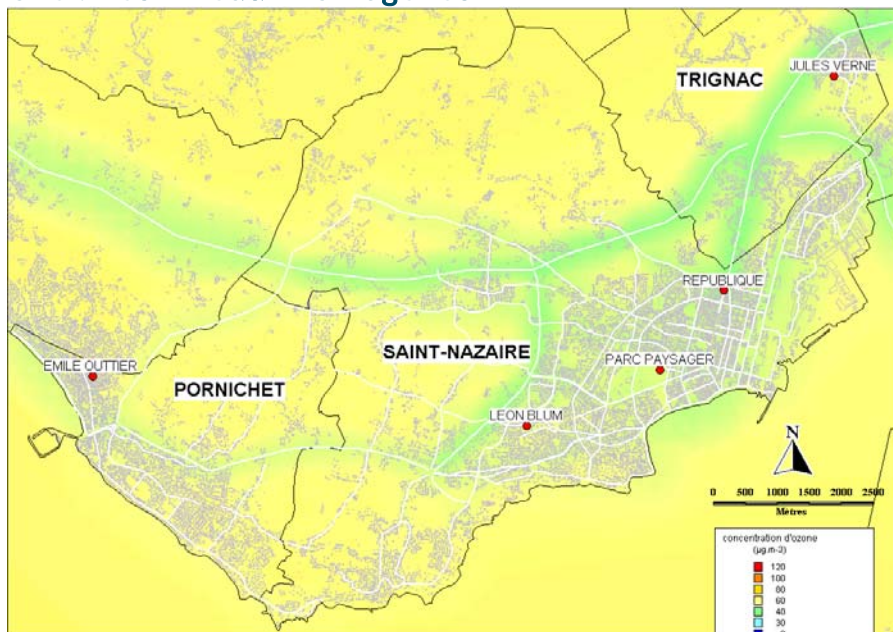 JULES VERNE
TRIGNAC
REPUBLIQUE
SAINT-NAZAIRE
PARC PAYSAGER
EMILE OUTTIER
PORNICHET
LEON BLUM
N
0 500 1000 1500 2000 2500
Mètres
concentration d'ozone
(µg.m-3)
120
100
80
60
40
30